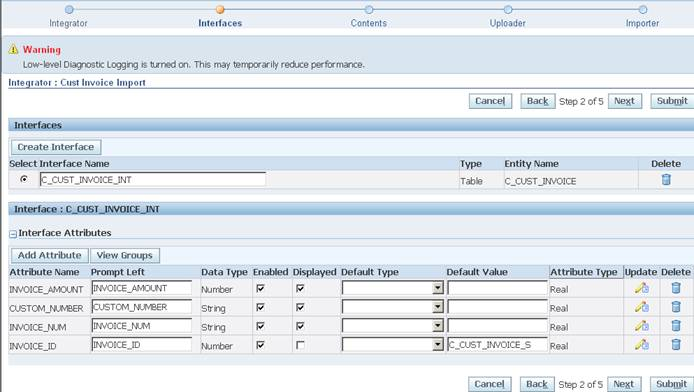 Integrator Interfaces Contents Uploader Importer
Warning
Low-level Diagnostic Logging is turned on. This may temporarily reduce performance.
Integrator : Cust Invoice Import
Cancel Back Step 2 of 5 Next Submit
Interfaces
Create Interface
Select Interface Name Type Entity Name Delete
C_CUST_INVOICE_INT Table C_CUST_INVOICE
Interface : C_CUST_INVOICE_INT
Interface Attributes
Add Attribute View Groups
Attribute Name Prompt Left Data Type Enabled Displayed Default Type Default Value Attribute Type Update Delete
INVOICE_AMOUNT INVOICE_AMOUNT Number Real
CUSTOM_NUMBER CUSTOM_NUMBER String Real
INVOICE_NUM INVOICE_NUM String Real
INVOICE_ID INVOICE_ID Number C_CUST_INVOICE_S Real
Cancel Back Step 2 of 5 Next Submit